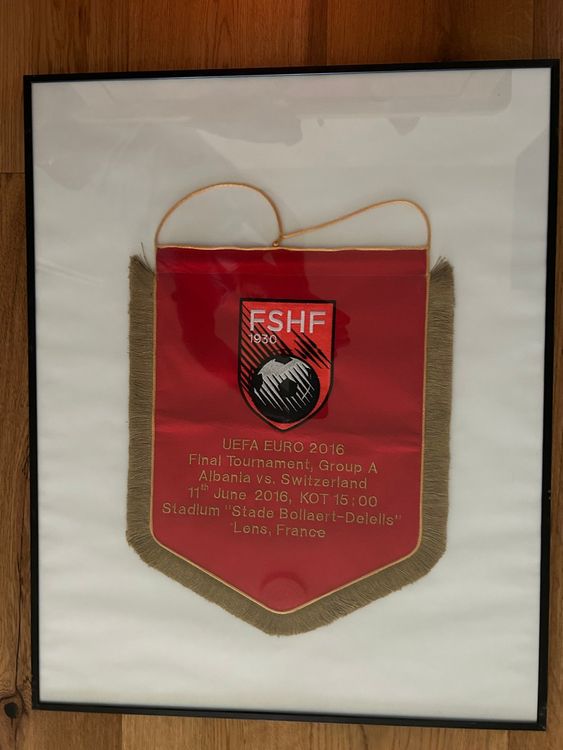 FSHF
1930
UEFA EURO 2016
Final Tournament, Group A
Albania vs. Switzerland
11th June 2016, KOT 15:00
Stadium "Stade Bollaert-Delelis"
Lens, France